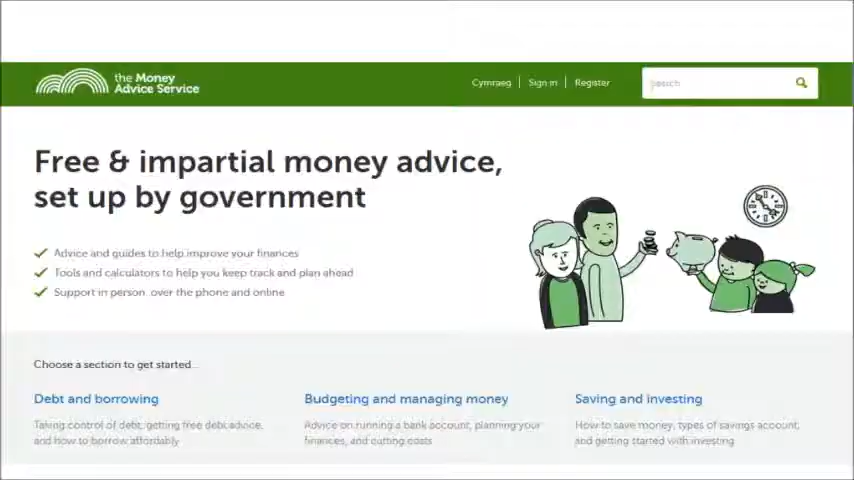 the Money
Advice Service
Cymraeg
Sign in
Register
Search
Free & impartial money advice,
set up by government
Advice and guides to help improve your finances
Tools and calculators to help you keep track and plan ahead
Support in person, over the phone and online
Choose a section to get started...
Debt and borrowing
Taking control of debt, getting free debt advice,
and how to borrow affordably
Budgeting and managing money
Advice on running a bank account, planning your
finances, and cutting costs
Saving and investing
How to save money, types of savings account,
and getting started with investing